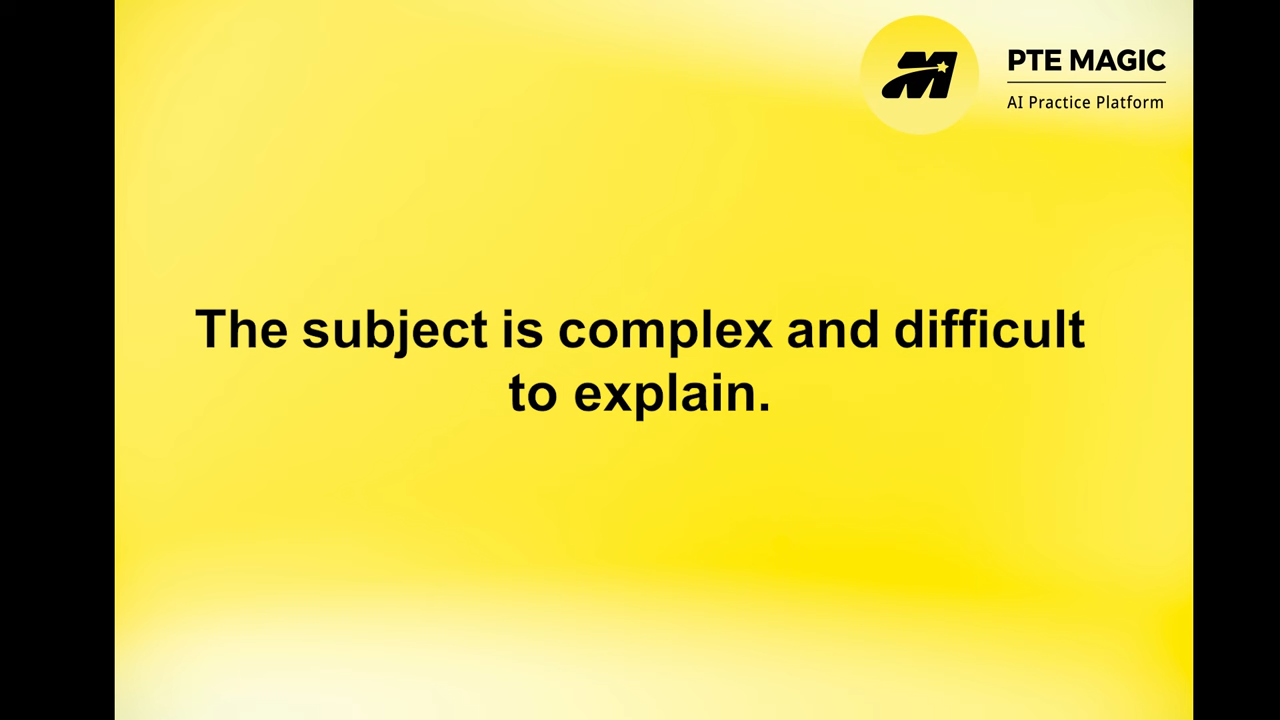 PTE MAGIC
AI Practice Platform
The subject is complex and difficult
to explain.